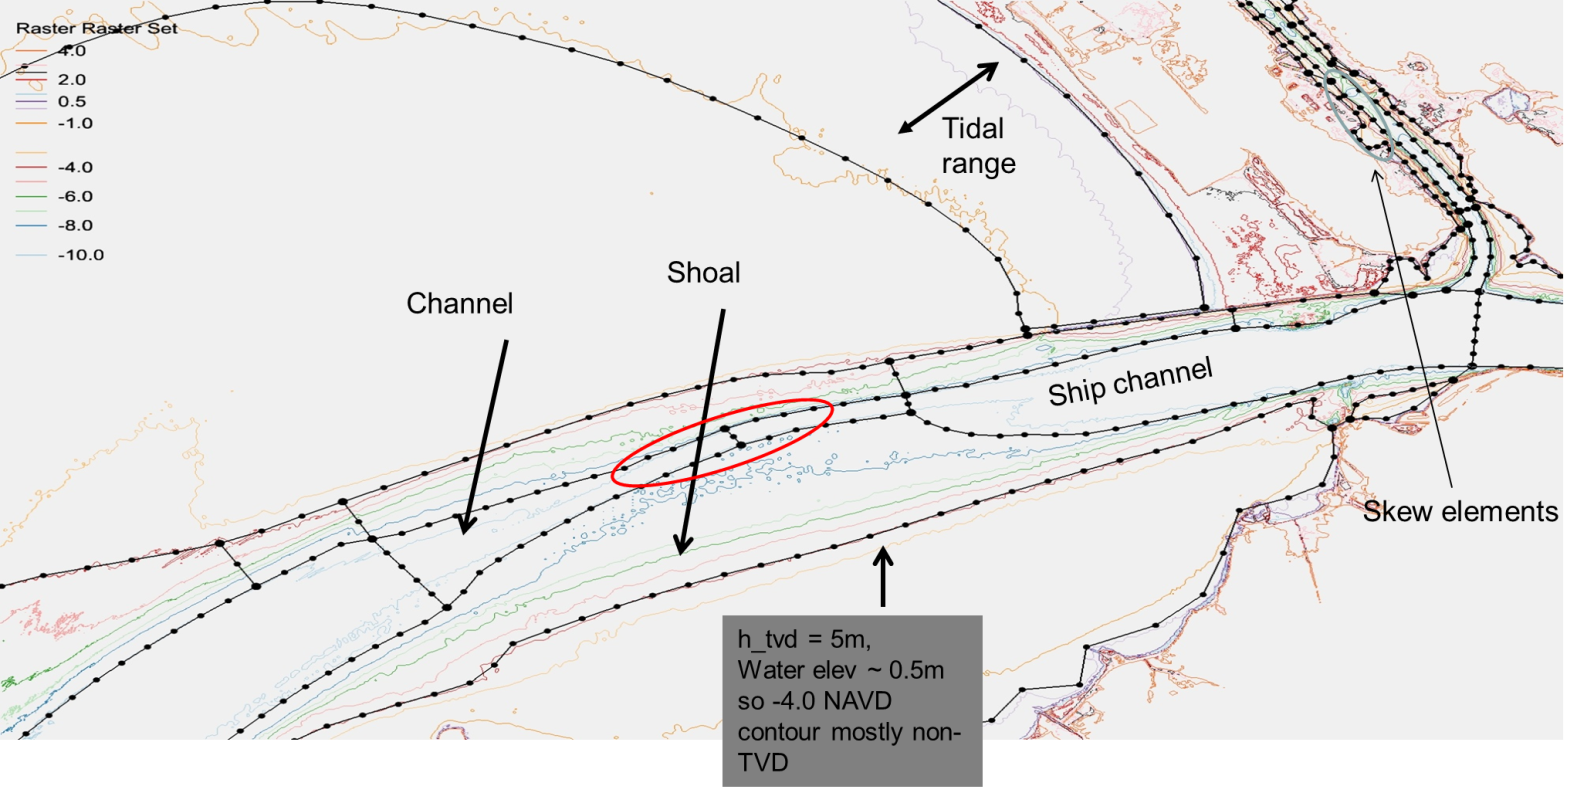 Raster Raster Set
4.0
2.0
0.5
-1.0
-4.0
-6.0
-8.0
-10.0
Tidal
range
Shoal
Channel
Ship channel
Skew elements
h_tvd = 5m,
Water elev ~ 0.5m
so -4.0 NAVD
contour mostly non-
TVD